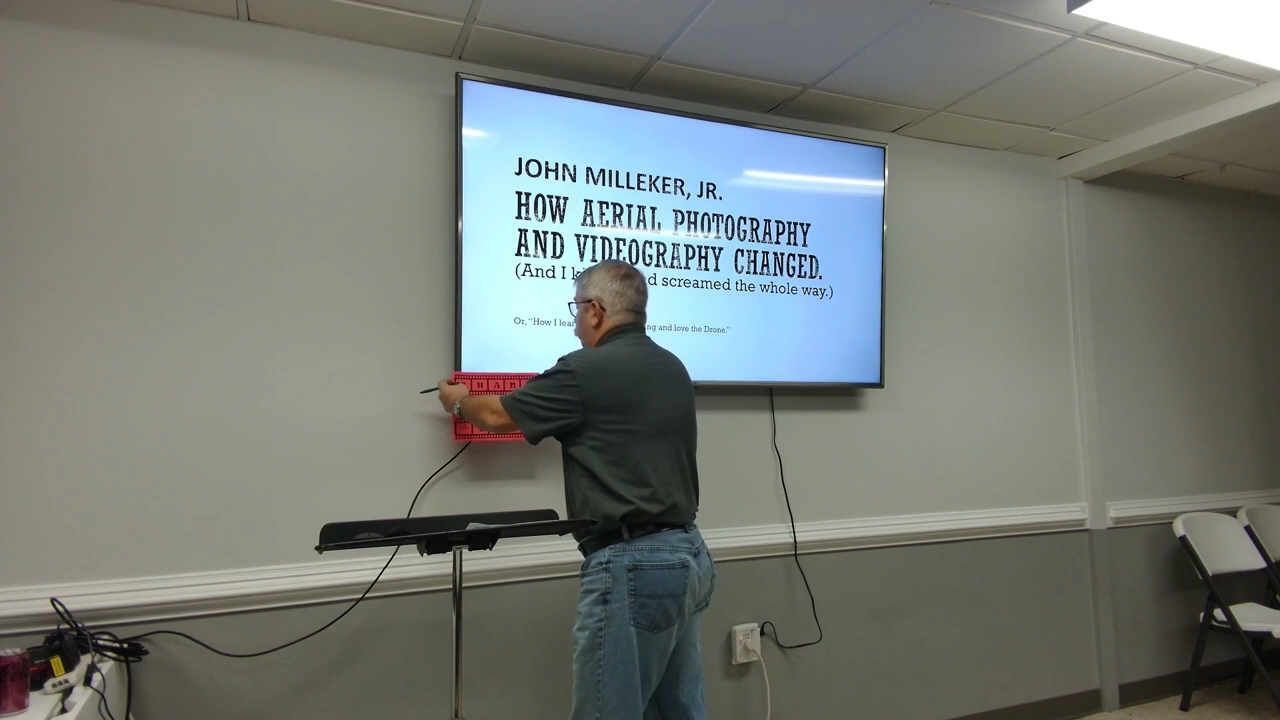 JOHN MILLEKER, JR.
HOW AERIAL PHOTOGRAPHY
AND VIDEOGRAPHY CHANGED.
(And I screamed the whole way.)
Or, "How I and love the Drone."